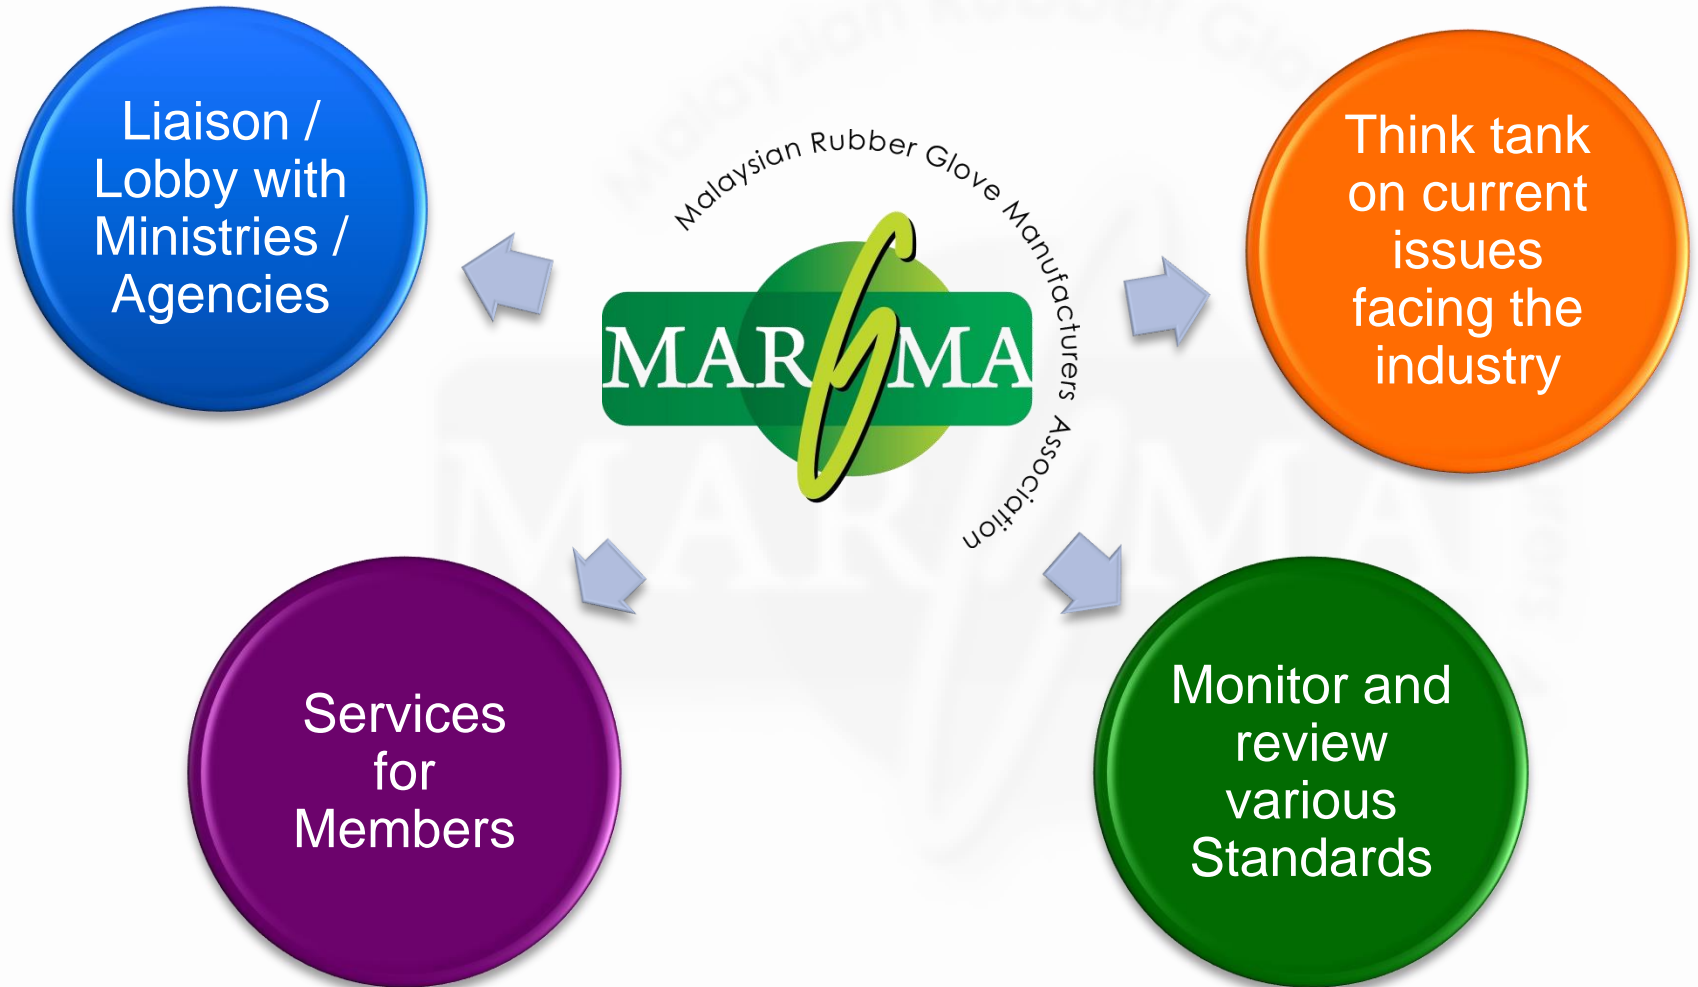 Liaison /
Lobby with
Ministries /
Agencies
Malaysian Rubber Glove Manufacturers Association
MARGMA
Think tank
on current
issues
facing the
industry
Services
for
Members
Monitor and
review
various
Standards